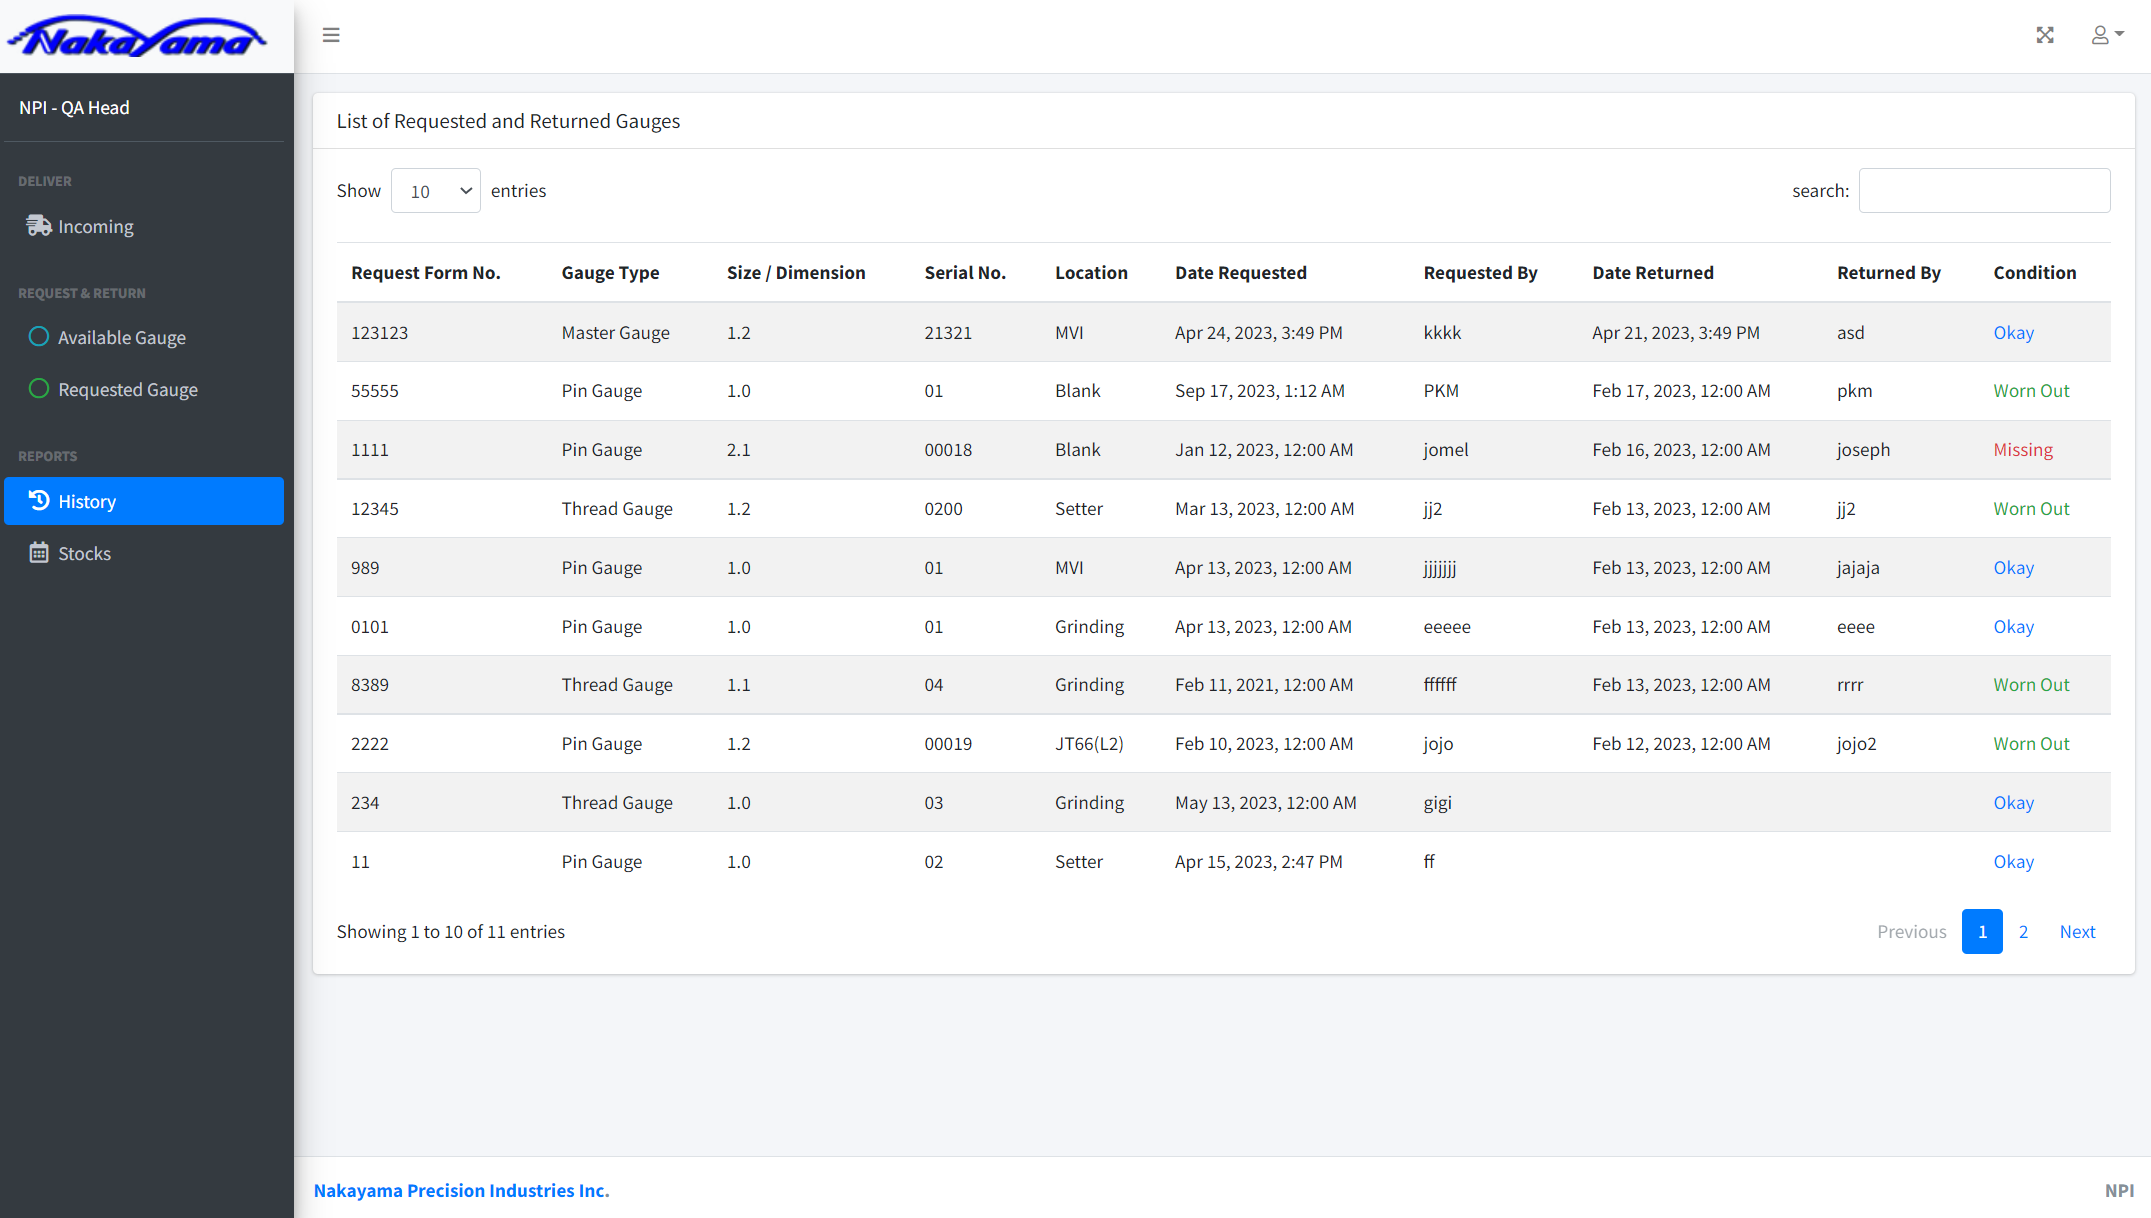 Nakayama
NPI - QA Head
DELIVER
Incoming
REQUEST & RETURN
Available Gauge
Requested Gauge
REPORTS
History
Stocks
List of Requested and Returned Gauges
Show 10 entries search:
Request Form No. Gauge Type Size / Dimension Serial No. Location Date Requested Requested By Date Returned Returned By Condition
123123 Master Gauge 1.2 21321 MVI Apr 24, 2023, 3:49 PM kkkk Apr 21, 2023, 3:49 PM asd Okay
55555 Pin Gauge 1.0 01 Blank Sep 17, 2023, 1:12 AM PKM Feb 17, 2023, 12:00 AM pkm Worn Out
1111 Pin Gauge 2.1 00018 Blank Jan 12, 2023, 12:00 AM jomel Feb 16, 2023, 12:00 AM joseph Missing
12345 Thread Gauge 1.2 0200 Setter Mar 13, 2023, 12:00 AM jj2 Feb 13, 2023, 12:00 AM jj2 Worn Out
989 Pin Gauge 1.0 01 MVI Apr 13, 2023, 12:00 AM jjjjjjj Feb 13, 2023, 12:00 AM jajaja Okay
0101 Pin Gauge 1.0 01 Grinding Apr 13, 2023, 12:00 AM eeeee Feb 13, 2023, 12:00 AM eeee Okay
8389 Thread Gauge 1.1 04 Grinding Feb 11, 2021, 12:00 AM ffffff Feb 13, 2023, 12:00 AM rrrr Worn Out
2222 Pin Gauge 1.2 00019 JT66(L2) Feb 10, 2023, 12:00 AM jojo Feb 12, 2023, 12:00 AM jojo2 Worn Out
234 Thread Gauge 1.0 03 Grinding May 13, 2023, 12:00 AM gigi Okay
11 Pin Gauge 1.0 02 Setter Apr 15, 2023, 2:47 PM ff Okay
Showing 1 to 10 of 11 entries Previous 1 2 Next
Nakayama Precision Industries Inc. NPI